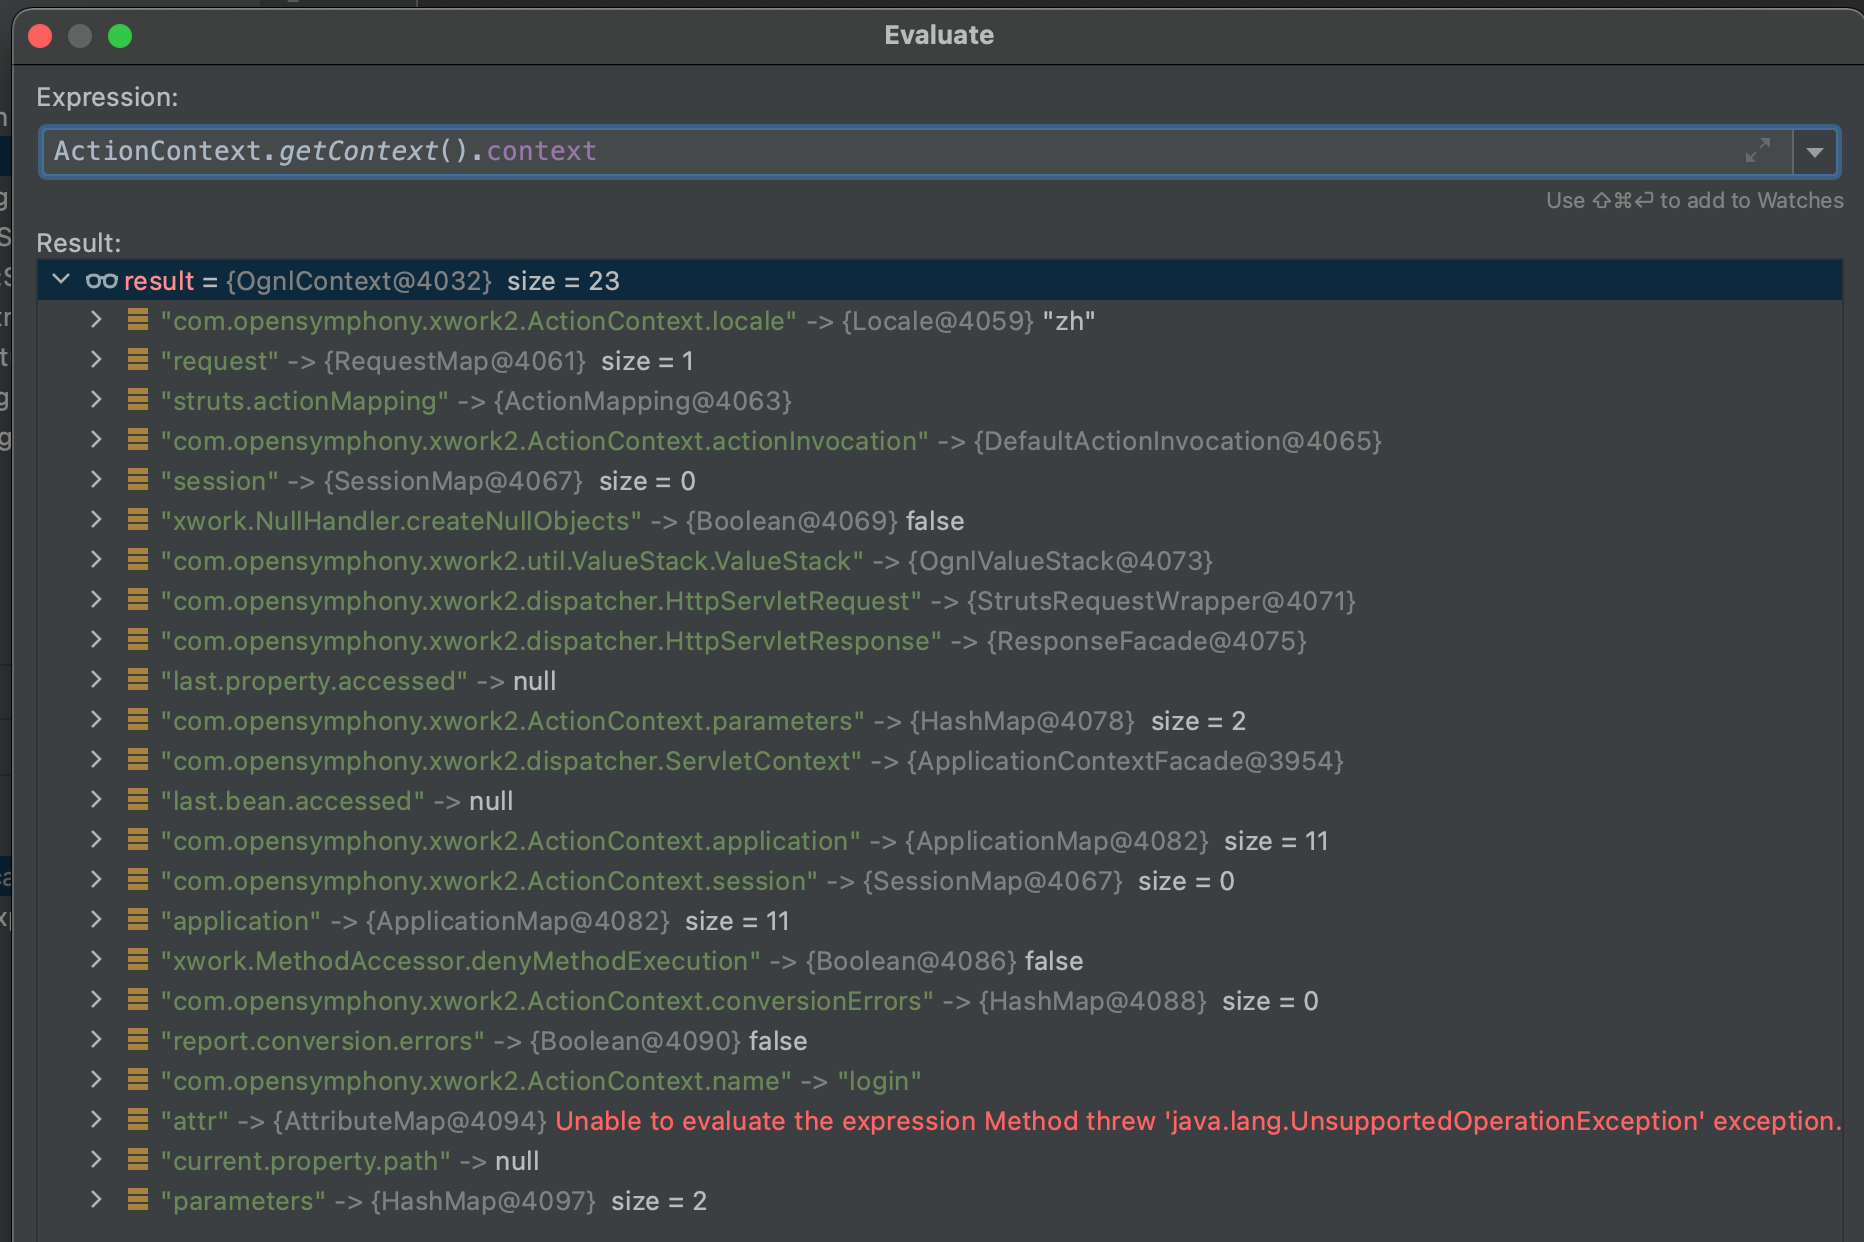 Evaluate
Expression:
ActionContext.getContext().context
Use ⇧⌘⏎ to add to Watches
Result:
result = {OgnlContext@4032} size = 23
"com.opensymphony.xwork2.ActionContext.locale" -> {Locale@4059} "zh"
"request" -> {RequestMap@4061} size = 1
"struts.actionMapping" -> {ActionMapping@4063}
"com.opensymphony.xwork2.ActionContext.actionInvocation" -> {DefaultActionInvocation@4065}
"session" -> {SessionMap@4067} size = 0
"xwork.NullHandler.createNullObjects" -> {Boolean@4069} false
"com.opensymphony.xwork2.util.ValueStack.ValueStack" -> {OgnlValueStack@4073}
"com.opensymphony.xwork2.dispatcher.HttpServletRequest" -> {StrutsRequestWrapper@4071}
"com.opensymphony.xwork2.dispatcher.HttpServletResponse" -> {ResponseFacade@4075}
"last.property.accessed" -> null
"com.opensymphony.xwork2.ActionContext.parameters" -> {HashMap@4078} size = 2
"com.opensymphony.xwork2.dispatcher.ServletContext" -> {ApplicationContextFacade@3954}
"last.bean.accessed" -> null
"com.opensymphony.xwork2.ActionContext.application" -> {ApplicationMap@4082} size = 11
"com.opensymphony.xwork2.ActionContext.session" -> {SessionMap@4067} size = 0
"application" -> {ApplicationMap@4082} size = 11
"xwork.MethodAccessor.denyMethodExecution" -> {Boolean@4086} false
"com.opensymphony.xwork2.ActionContext.conversionErrors" -> {HashMap@4088} size = 0
"report.conversion.errors" -> {Boolean@4090} false
"com.opensymphony.xwork2.ActionContext.name" -> "login"
"attr" -> {AttributeMap@4094} Unable to evaluate the expression Method threw 'java.lang.UnsupportedOperationException' exception.
"current.property.path" -> null
"parameters" -> {HashMap@4097} size = 2